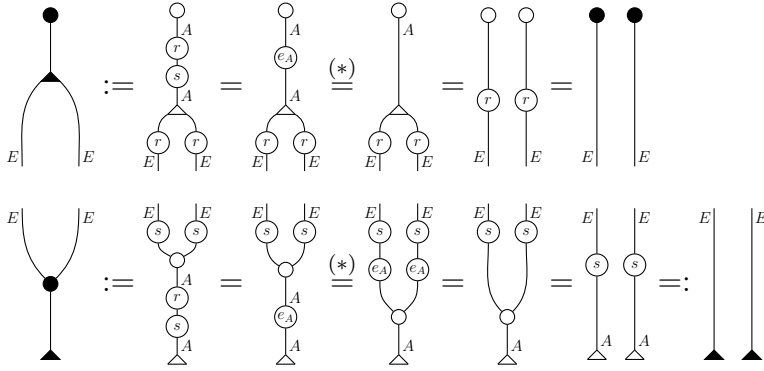 A A A
r
e_A (*)
s
:= = = = =
A A
r r
r r r r r r
E E E E E E E E E E E E
E E E E E E E E E E E E E E
s s s s s s s s
(*) e_A e_A s s
:= = = = = =:
A
r A
e_A
s
A A A A A A